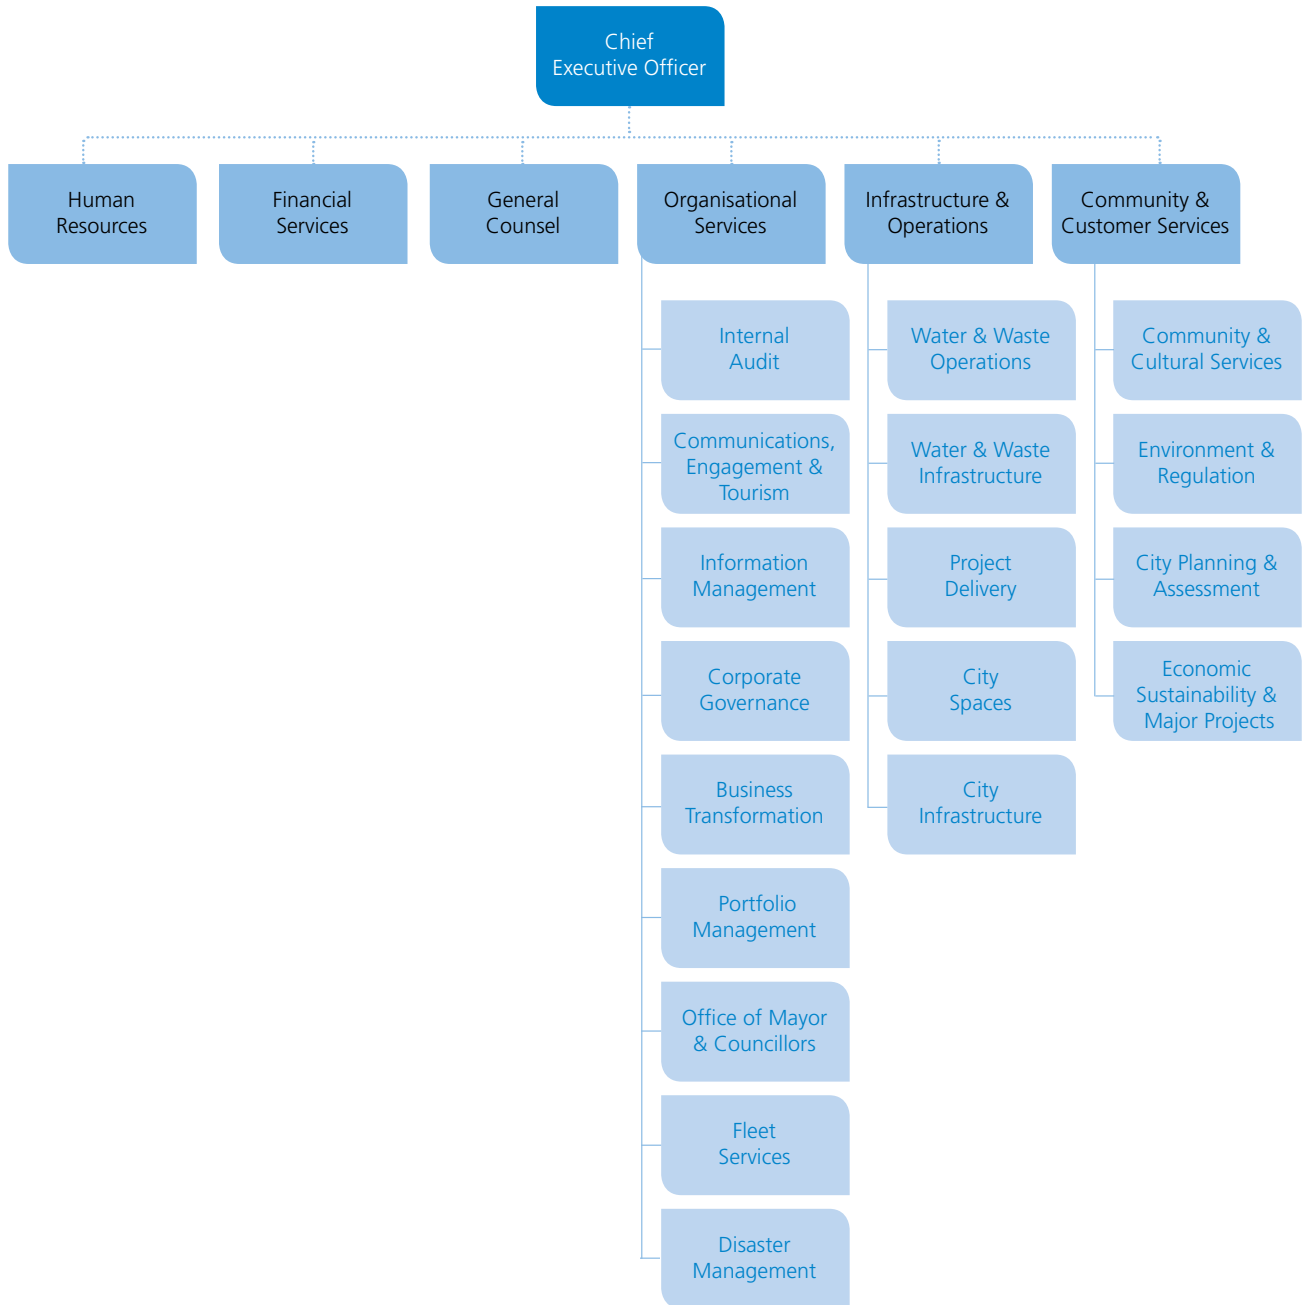 Chief
Executive Officer
Human
Resources
Financial
Services
General
Counsel
Organisational
Services
Infrastructure &
Operations
Community &
Customer Services
Internal
Audit
Communications,
Engagement &
Tourism
Information
Management
Corporate
Governance
Business
Transformation
Portfolio
Management
Office of Mayor
& Councillors
Fleet
Services
Disaster
Management
Water & Waste
Operations
Water & Waste
Infrastructure
Project
Delivery
City
Spaces
City
Infrastructure
Community &
Cultural Services
Environment &
Regulation
City Planning &
Assessment
Economic
Sustainability &
Major Projects